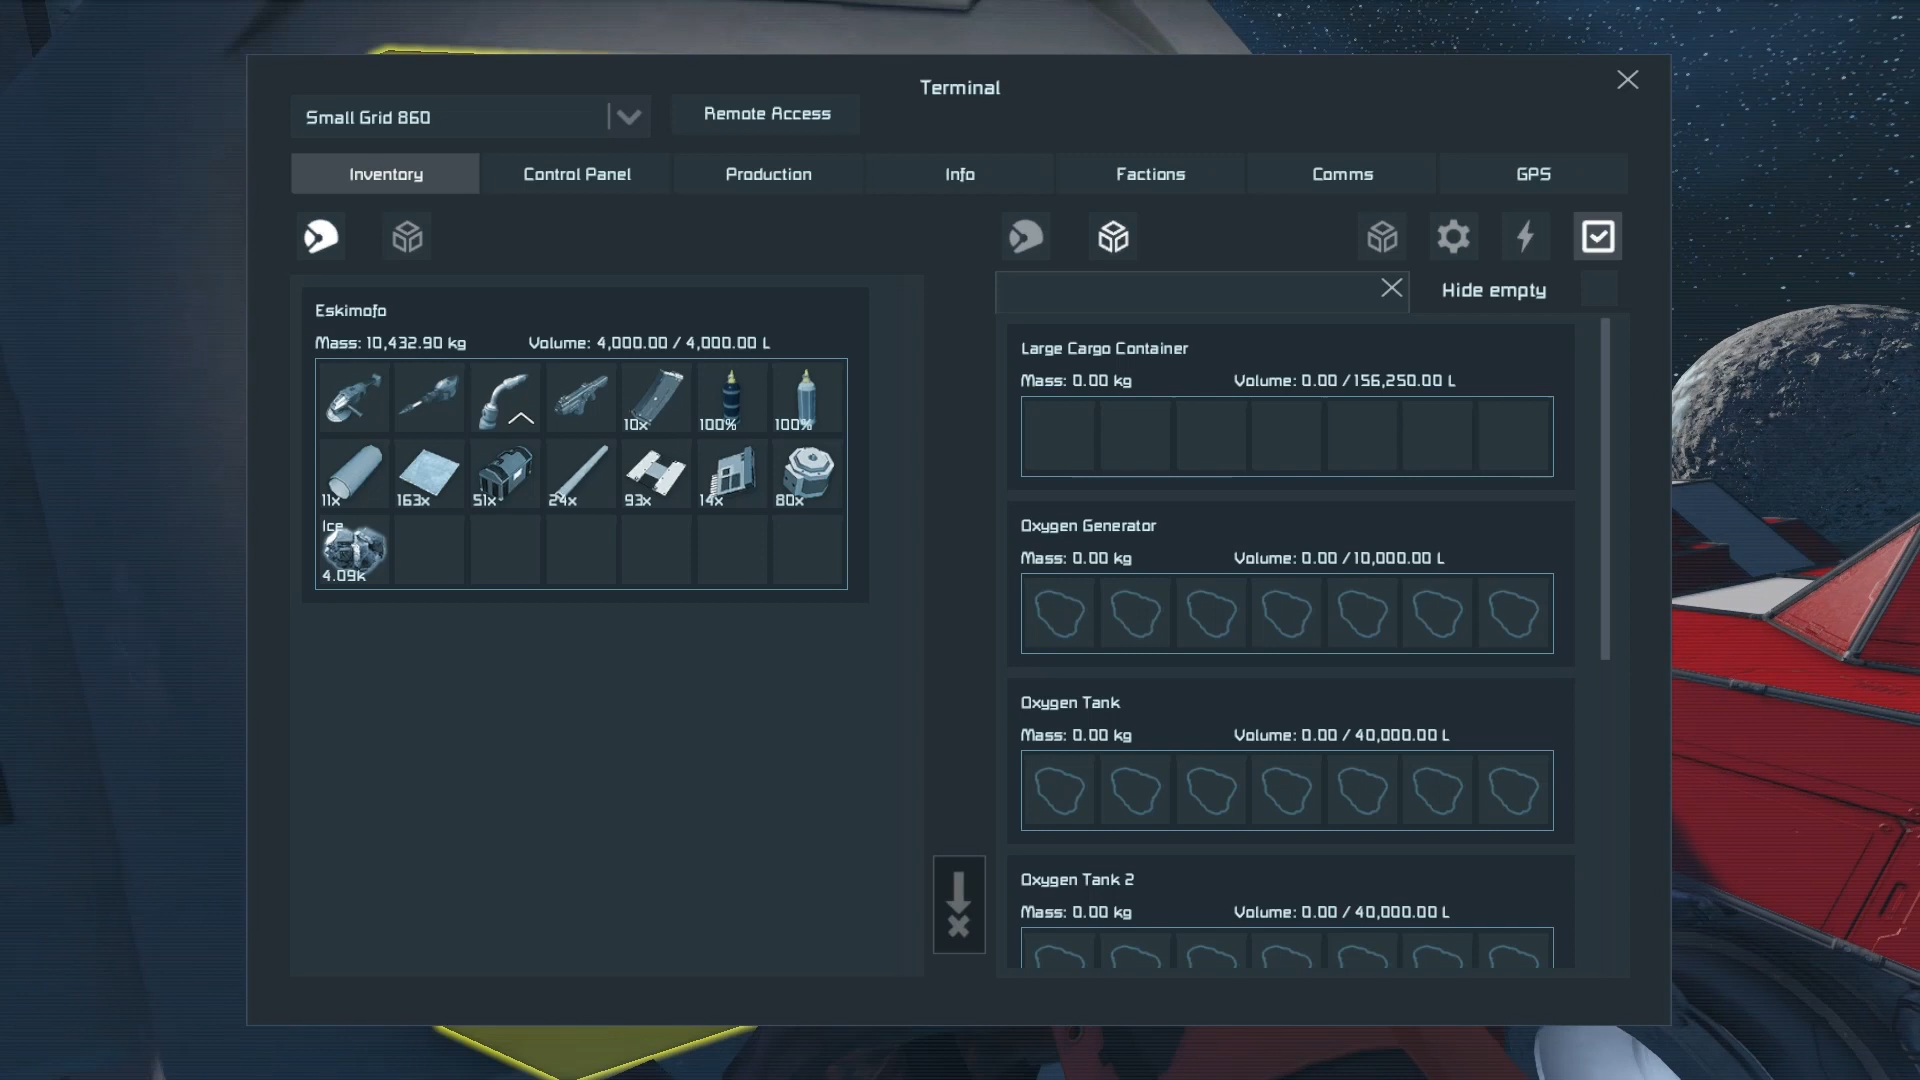 Terminal
Small Grid 860
Remote Access
Inventory
Control Panel
Production
Info
Factions
Comms
GPS
Hide empty
Eskimofo
Mass: 10,432.90 kg
Volume: 4,000.00 / 4,000.00 L
10x
100%
100%
11x
163x
51x
24x
93x
14x
80x
Ice
4.09k
Large Cargo Container
Mass: 0.00 kg
Volume: 0.00 / 156,250.00 L
Oxygen Generator
Mass: 0.00 kg
Volume: 0.00 / 10,000.00 L
Oxygen Tank
Mass: 0.00 kg
Volume: 0.00 / 40,000.00 L
Oxygen Tank 2
Mass: 0.00 kg
Volume: 0.00 / 40,000.00 L